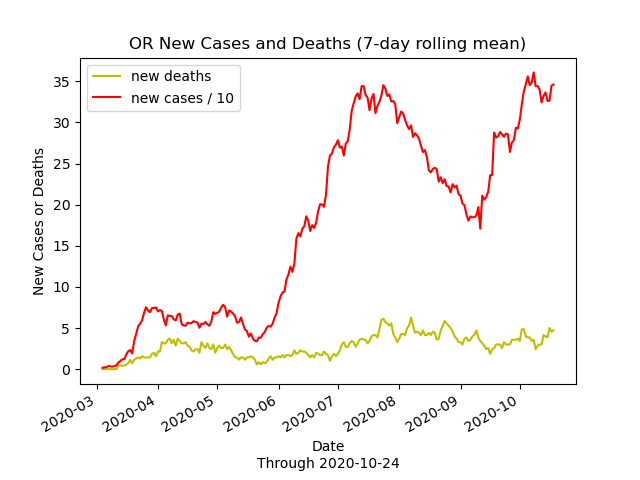 OR New Cases and Deaths (7-day rolling mean)
new deaths
new cases / 10
35
30
25
20
15
10
5
0
New Cases or Deaths
2020-03
2020-04
2020-05
2020-06
2020-07
2020-08
2020-09
2020-10
Date
Through 2020-10-24